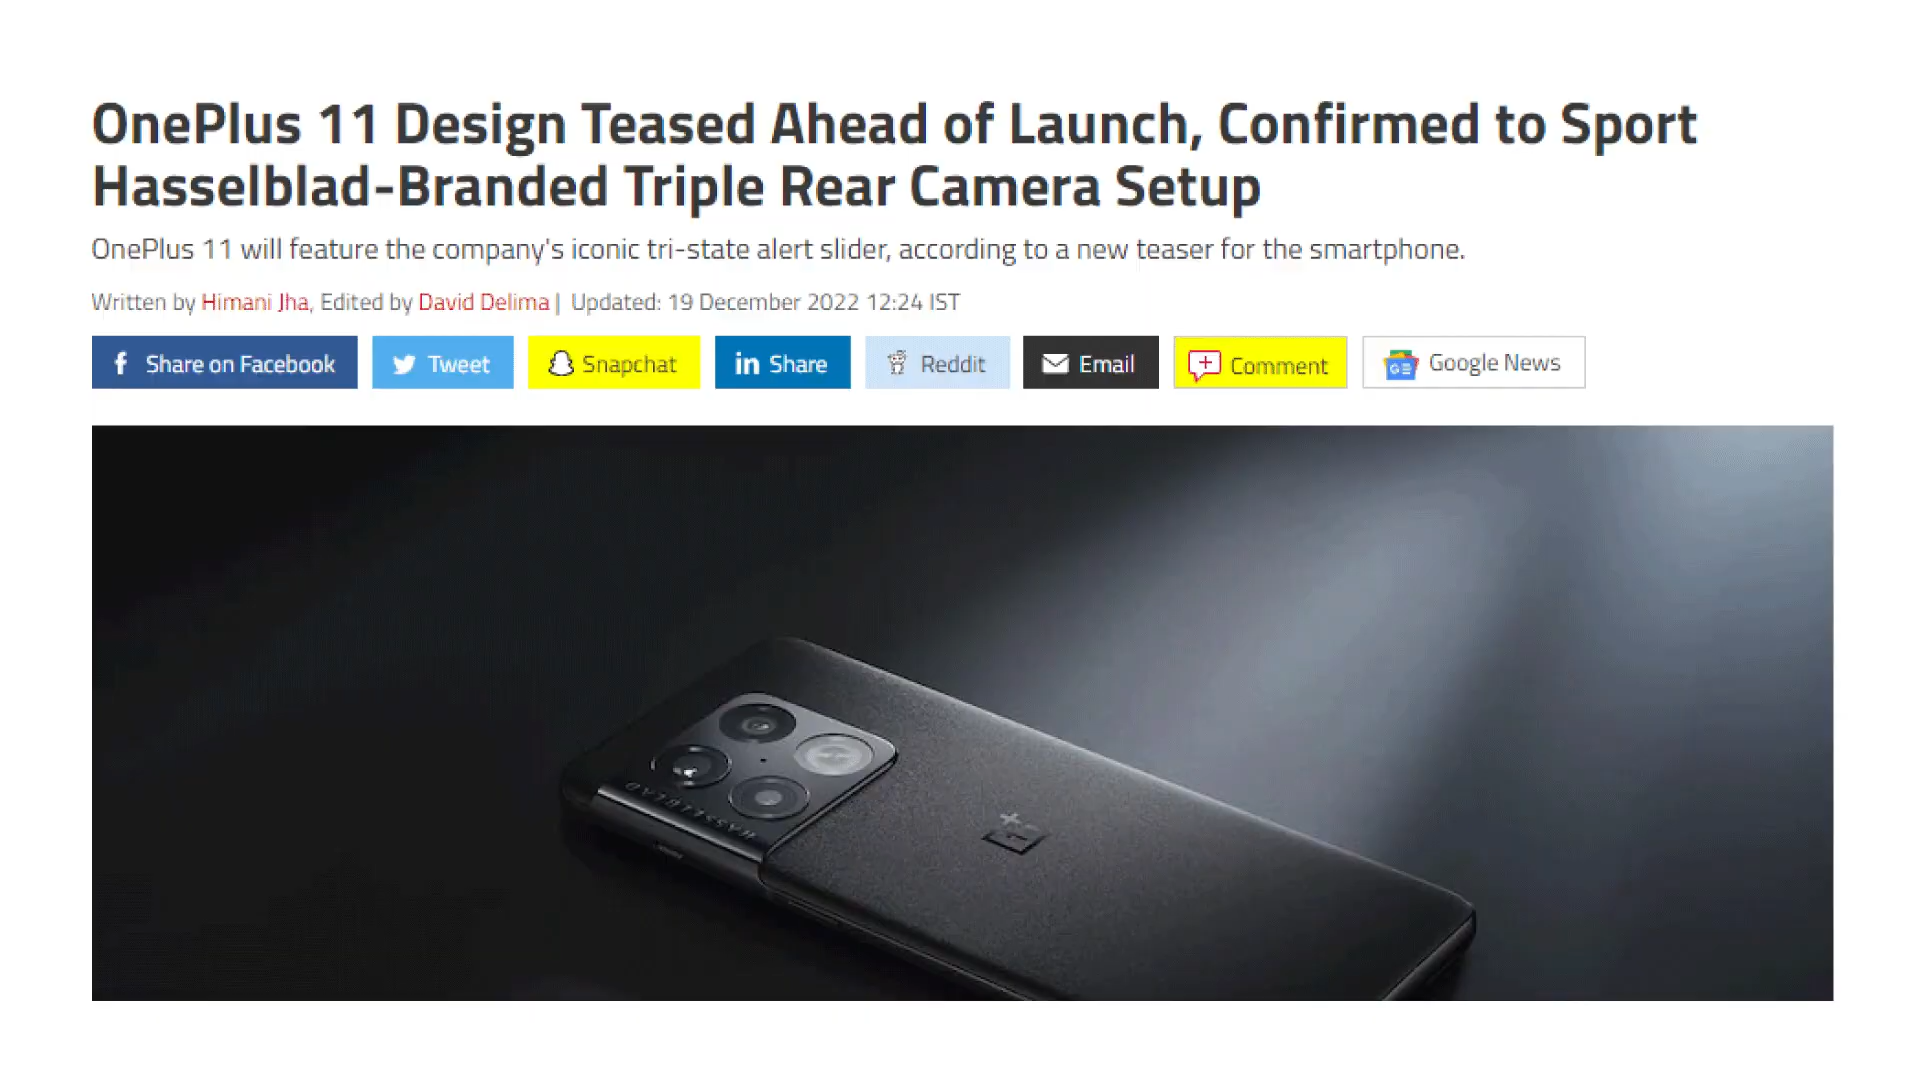 OnePlus 11 Design Teased Ahead of Launch, Confirmed to Sport
Hasselblad-Branded Triple Rear Camera Setup
OnePlus 11 will feature the company's iconic tri-state alert slider, according to a new teaser for the smartphone.
Written by Himani Jha, Edited by David Delima | Updated: 19 December 2022 12:24 IST
Share on Facebook Tweet Snapchat in Share Reddit Email Comment Google News
HASSELBLAD